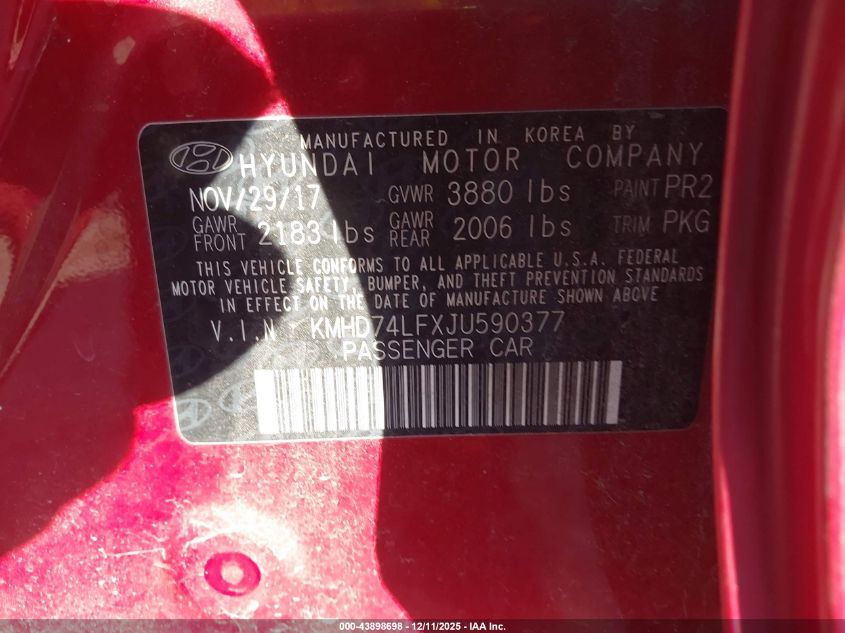 MANUFACTURED IN KOREA BY
HYUNDAI MOTOR COMPANY
NOV/29/17 GVWR 3880 lbs PAINT PR2
GAWR FRONT 2183 lbs GAWR REAR 2006 lbs TRIM PKG
THIS VEHICLE CONFORMS TO ALL APPLICABLE U.S.A. FEDERAL
MOTOR VEHICLE SAFETY, BUMPER, AND THEFT PREVENTION STANDARDS
IN EFFECT ON THE DATE OF MANUFACTURE SHOWN ABOVE
V.I.N : KMHD74LFXJU590377
PASSENGER CAR
000-43898698 - 12/11/2025 - IAA Inc.